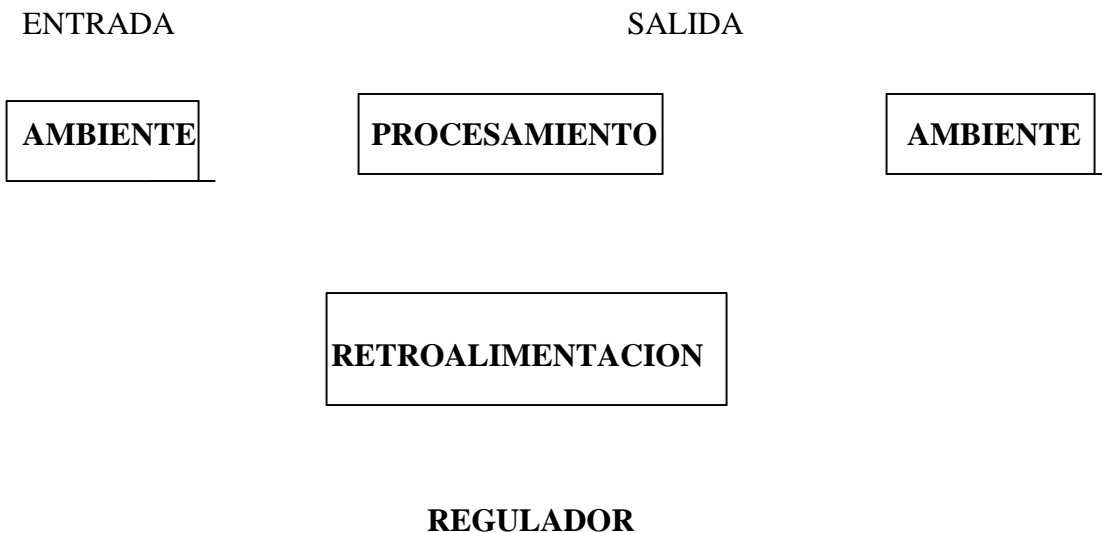 ENTRADA SALIDA
AMBIENTE PROCESAMIENTO AMBIENTE
RETROALIMENTACION
REGULADOR